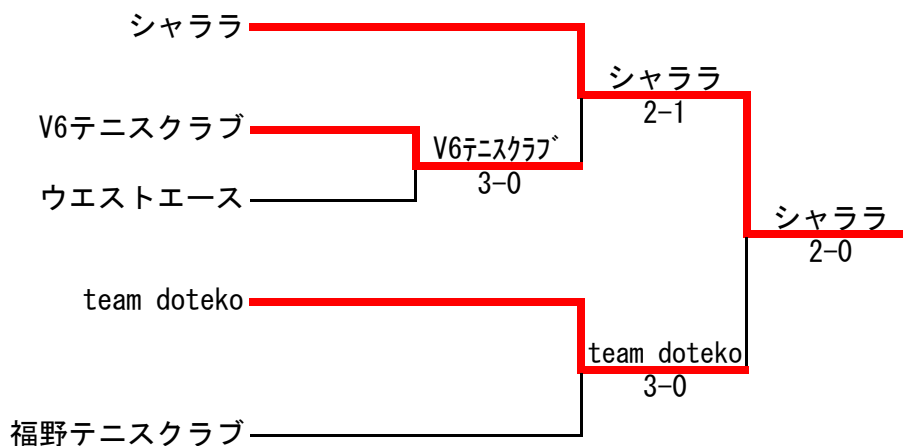 シャララ
シャララ
2-1
V6テニスクラブ
V6ﾃﾆｽｸﾗﾌﾞ
3-0
ウエストエース
シャララ
2-0
team doteko
team doteko
3-0
福野テニスクラブ